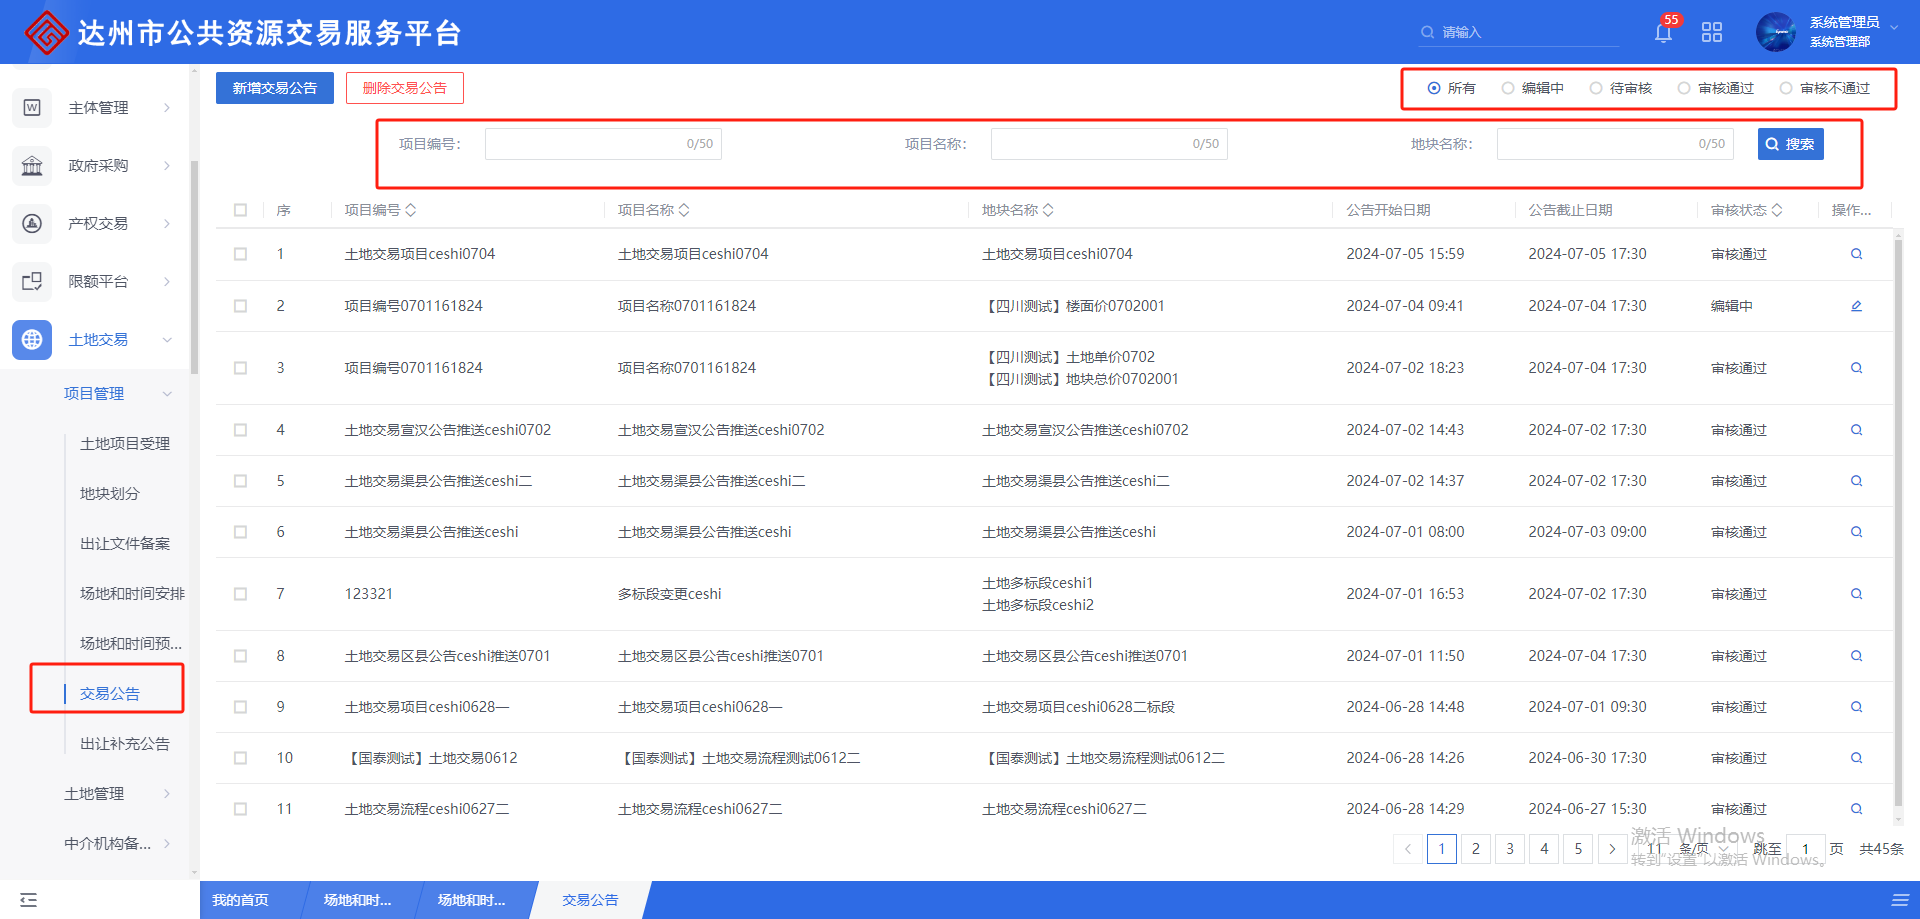 达州市公共资源交易服务平台
请输入
55
系统管理员
系统管理部
主体管理
政府采购
产权交易
限额平台
土地交易
项目管理
土地项目受理
地块划分
出让文件备案
场地和时间安排
场地和时间预...
交易公告
出让补充公告
土地管理
中介机构备...
新增交易公告 删除交易公告
所有 编辑中 待审核 审核通过 审核不通过
项目编号： 0/50 项目名称： 0/50 地块名称： 0/50 搜索
序 项目编号 项目名称 地块名称 公告开始日期 公告截止日期 审核状态 操作...
1 土地交易项目ceshi0704 土地交易项目ceshi0704 土地交易项目ceshi0704 2024-07-05 15:59 2024-07-05 17:30 审核通过
2 项目编号0701161824 项目名称0701161824 【四川测试】楼面价0702001 2024-07-04 09:41 2024-07-04 17:30 编辑中
3 项目编号0701161824 项目名称0701161824 【四川测试】土地单价0702 2024-07-02 18:23 2024-07-04 17:30 审核通过
【四川测试】地块总价0702001
4 土地交易宣汉公告推送ceshi0702 土地交易宣汉公告推送ceshi0702 土地交易宣汉公告推送ceshi0702 2024-07-02 14:43 2024-07-02 17:30 审核通过
5 土地交易渠县公告推送ceshi二 土地交易渠县公告推送ceshi二 土地交易渠县公告推送ceshi二 2024-07-02 14:37 2024-07-02 17:30 审核通过
6 土地交易渠县公告推送ceshi 土地交易渠县公告推送ceshi 土地交易渠县公告推送ceshi 2024-07-01 08:00 2024-07-03 09:00 审核通过
7 123321 多标段变更ceshi 土地多标段ceshi1 2024-07-01 16:53 2024-07-02 17:30 审核通过
土地多标段ceshi2
8 土地交易区县公告ceshi推送0701 土地交易区县公告ceshi推送0701 土地交易区县公告ceshi推送0701 2024-07-01 11:50 2024-07-04 17:30 审核通过
9 土地交易项目ceshi0628一 土地交易项目ceshi0628一 土地交易项目ceshi0628二标段 2024-06-28 14:48 2024-07-01 09:30 审核通过
10 【国泰测试】土地交易0612 【国泰测试】土地交易流程测试0612二 【国泰测试】土地交易流程测试0612二 2024-06-28 14:26 2024-06-30 17:30 审核通过
11 土地交易流程ceshi0627二 土地交易流程ceshi0627二 土地交易流程ceshi0627二 2024-06-28 14:29 2024-06-27 15:30 审核通过
1 2 3 4 5 11 条/页 跳至 1 页 共45条
激活 Windows
转到"设置"以激活 Windows。
我的首页 场地和时... 场地和时... 交易公告